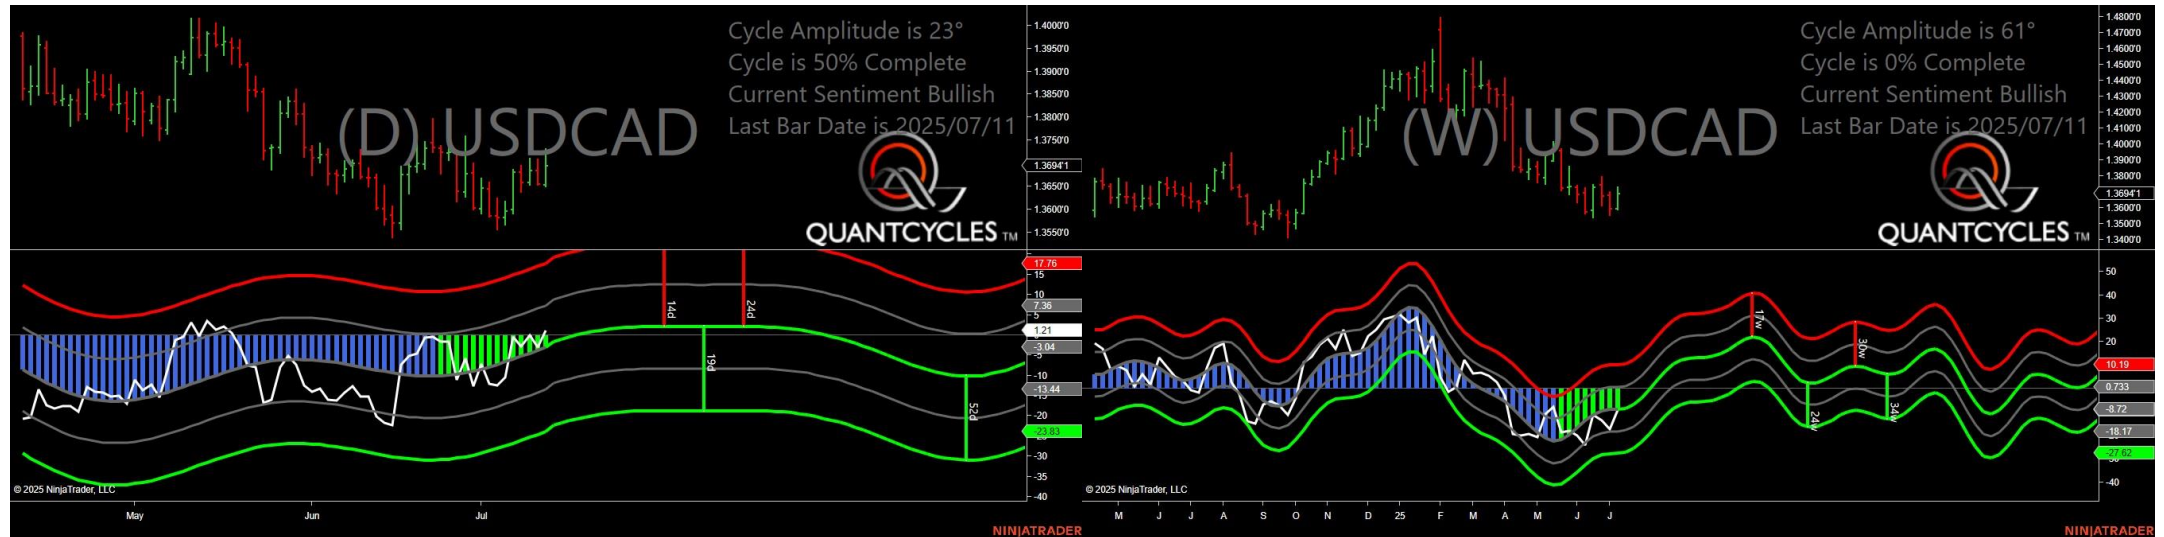 Cycle Amplitude is 23°
Cycle is 50% Complete
Current Sentiment Bullish
Last Bar Date is 2025/07/11
(D) USDCAD
QUANTCYCLES TM
1.4000'0
1.3950'0
1.3900'0
1.3850'0
1.3800'0
1.3750'0
1.3694'1
1.3650'0
1.3600'0
1.3550'0
14d
24d
19d
52d
17.76
15
10
7.36
5
1.21
-3.04
-5
-10
-13.44
-15
-20
-23.83
-30
-35
-40
© 2025 NinjaTrader, LLC
May
Jun
Jul
NINJATRADER
Cycle Amplitude is 61°
Cycle is 0% Complete
Current Sentiment Bullish
Last Bar Date is 2025/07/11
(W) USDCAD
QUANTCYCLES TM
1.4800'0
1.4700'0
1.4600'0
1.4500'0
1.4400'0
1.4300'0
1.4200'0
1.4100'0
1.4000'0
1.3900'0
1.3800'0
1.3694'1
1.3600'0
1.3500'0
1.3400'0
17w
30w
24w
34w
50
40
30
20
10.19
0.733
-8.72
-18.17
-27.62
-40
© 2025 NinjaTrader, LLC
M
J
J
A
S
O
N
D
25
F
M
A
M
J
J
NINJATRADER